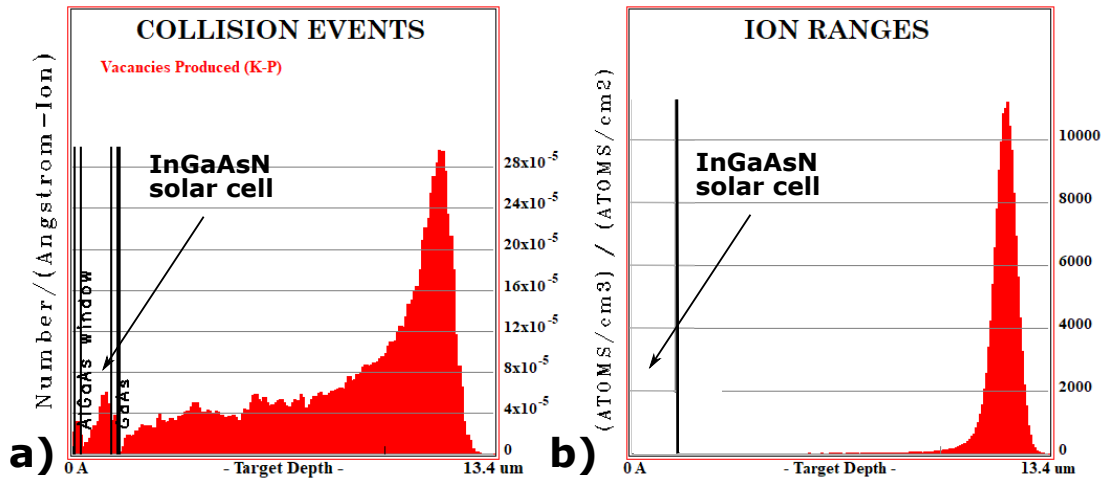 COLLISION EVENTS
Vacancies Produced (K-P)
Number/(Angstrom-Ion)
InGaAsN
solar cell
AlGaAs window
GaAs
28x10-5
24x10-5
20x10-5
16x10-5
12x10-5
8x10-5
4x10-5
0
a)
0 A
- Target Depth -
13.4 um
ION RANGES
(ATOMS/cm3) / (ATOMS/cm2)
InGaAsN
solar cell
10000
8000
6000
4000
2000
0
b)
0 A
- Target Depth -
13.4 um